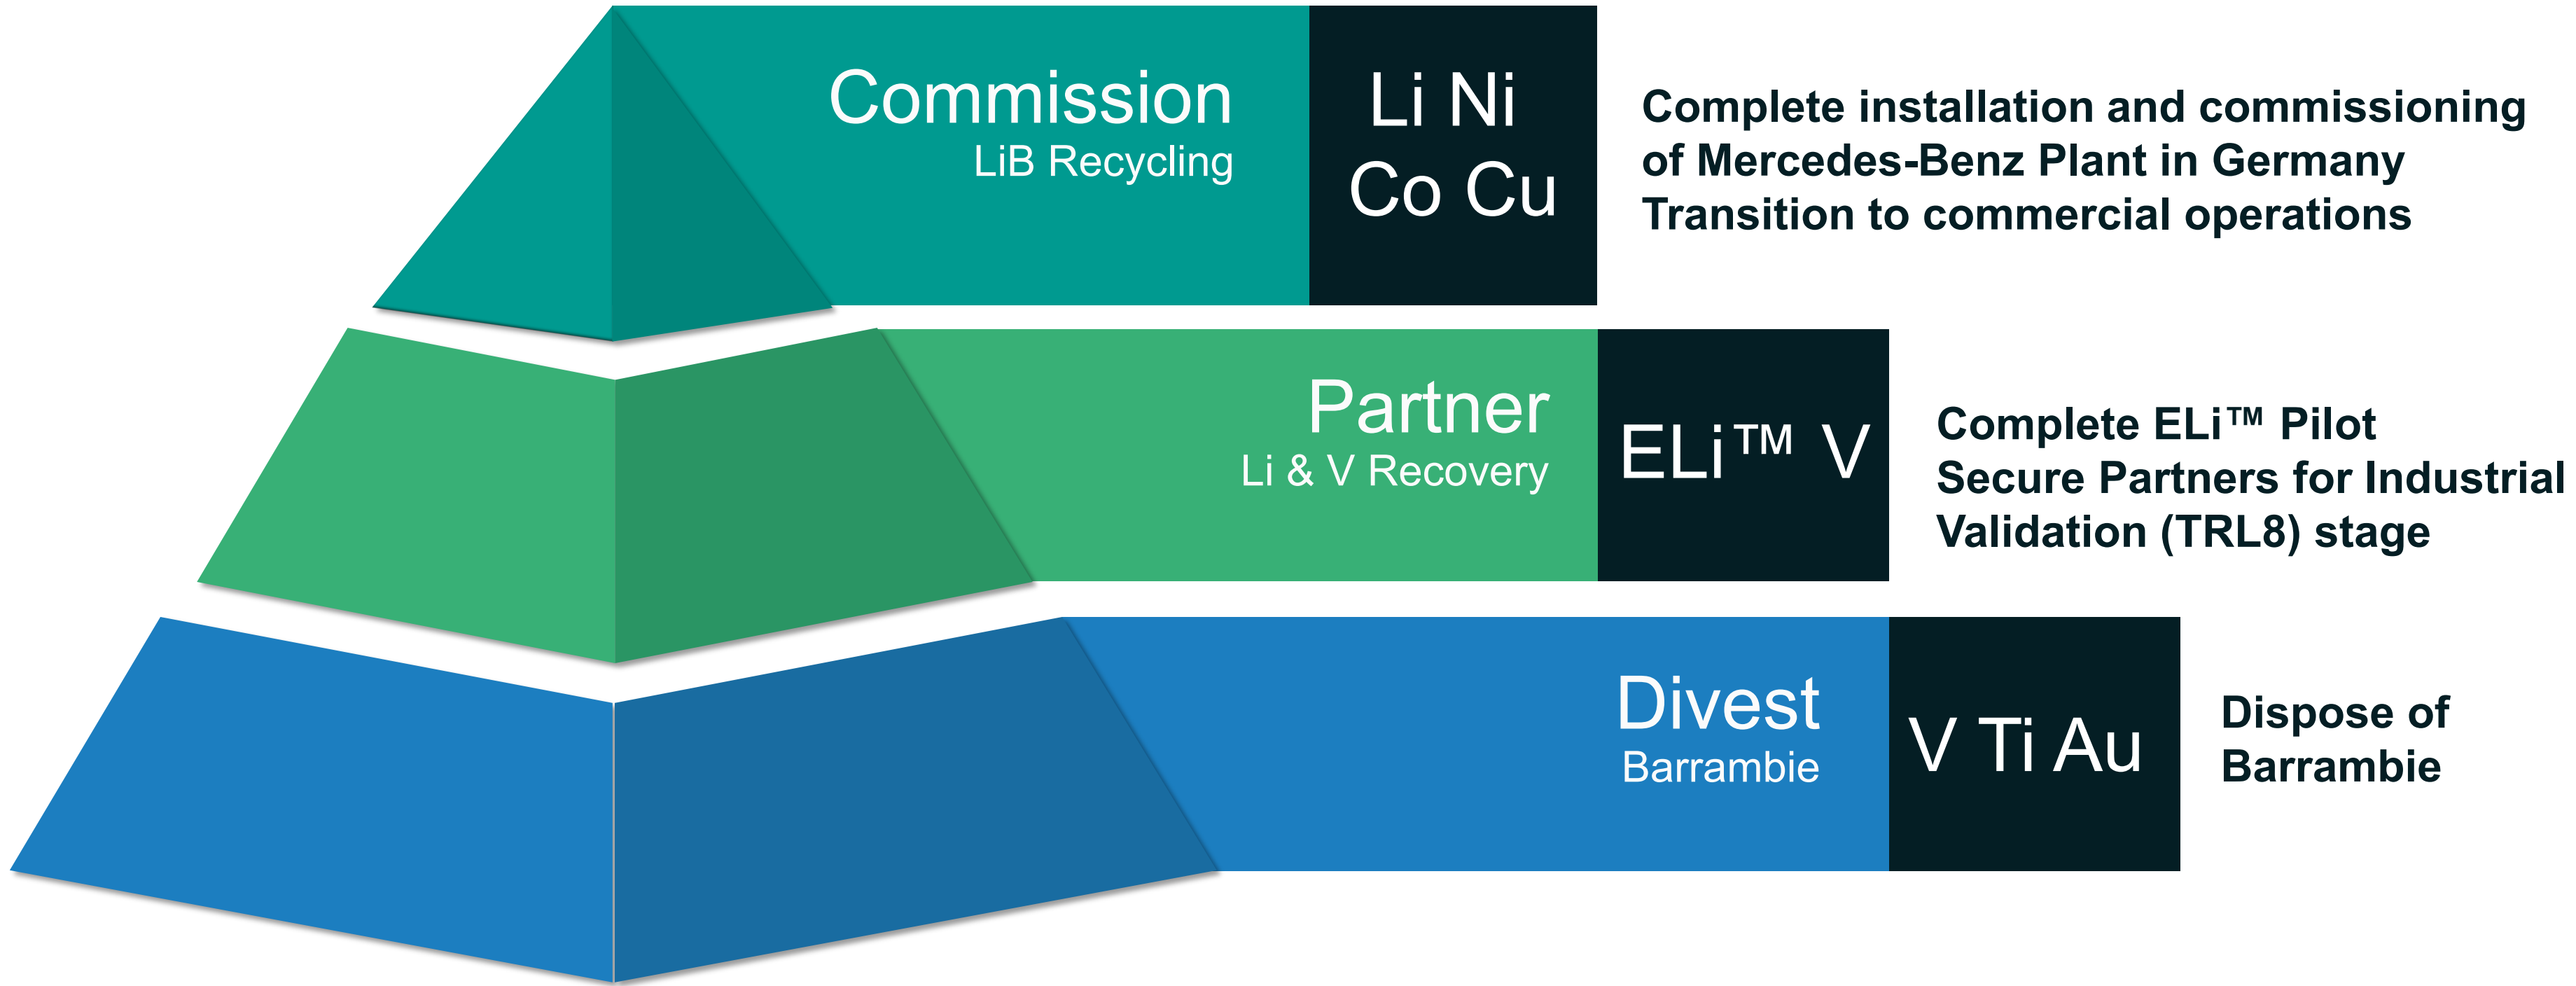 Commission
LiB Recycling
Li Ni
Co Cu
Complete installation and commissioning
of Mercedes-Benz Plant in Germany
Transition to commercial operations
Partner
Li & V Recovery
ELi™ V
Complete ELi™ Pilot
Secure Partners for Industrial
Validation (TRL8) stage
Divest
Barrambie
V Ti Au
Dispose of
Barrambie